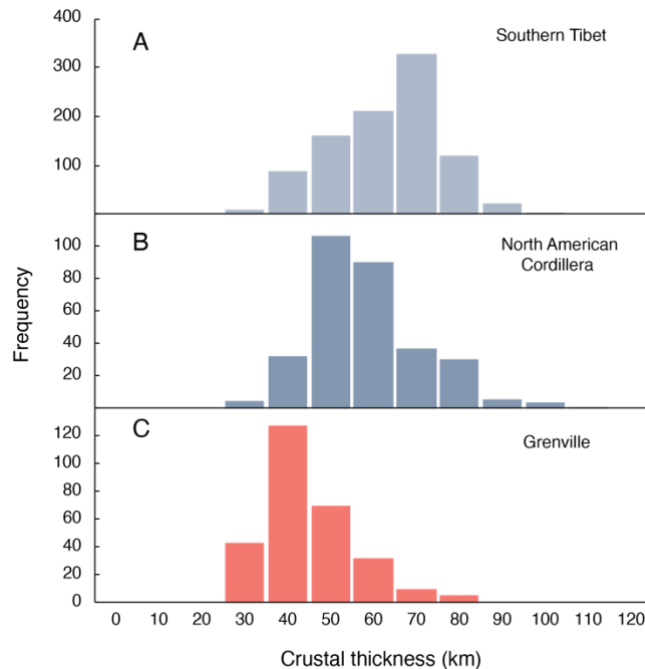 400
A
Southern Tibet
300
200
100
B
North American
Cordillera
100
80
60
40
20
Frequency
C
Grenville
120
100
80
60
40
20
0
0 10 20 30 40 50 60 70 80 90 100 110 120
Crustal thickness (km)